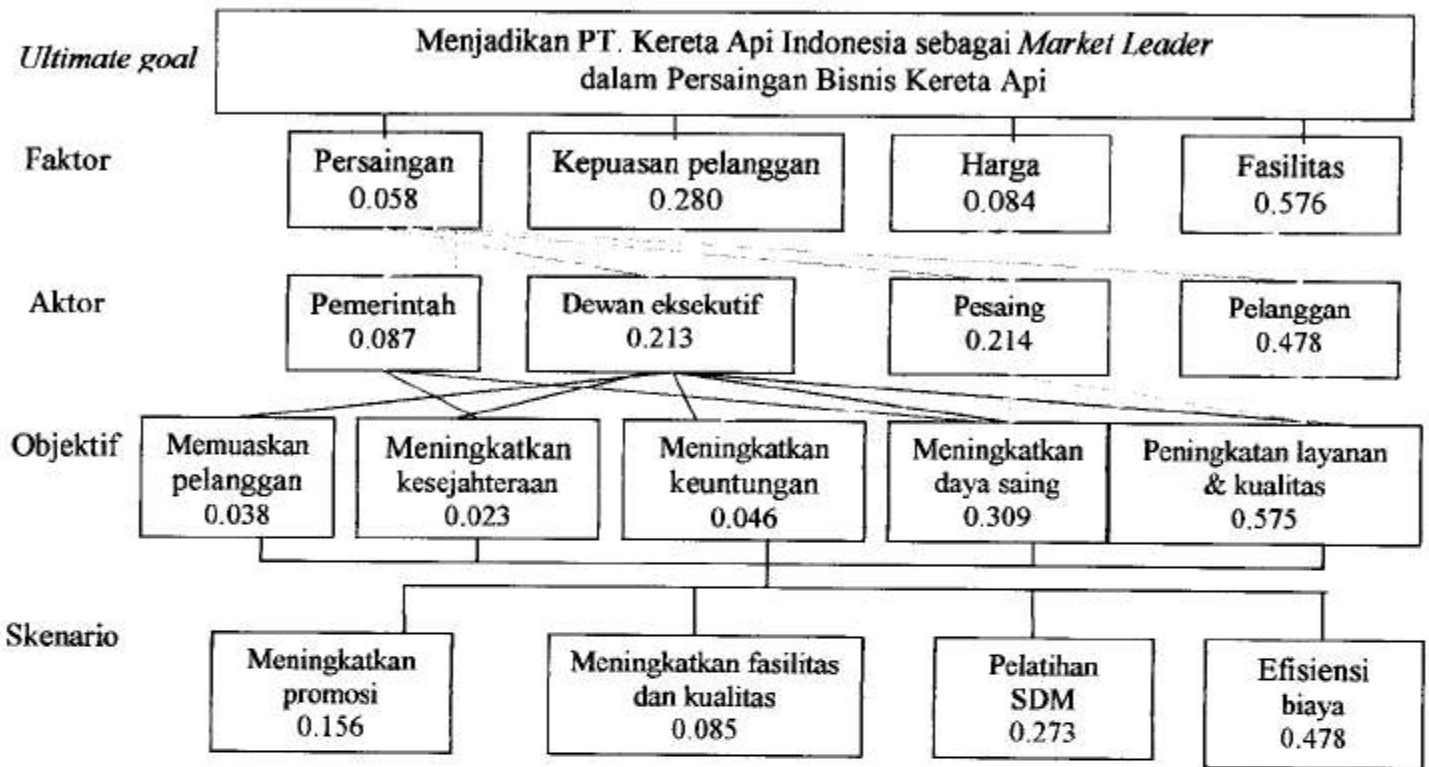 Ultimate goal
Menjadikan PT. Kereta Api Indonesia sebagai Market Leader
dalam Persaingan Bisnis Kereta Api
Faktor
Persaingan
0.058
Kepuasan pelanggan
0.280
Harga
0.084
Fasilitas
0.576
Aktor
Pemerintah
0.087
Dewan eksekutif
0.213
Pesaing
0.214
Pelanggan
0.478
Objektif
Memuaskan
pelanggan
0.038
Meningkatkan
kesejahteraan
0.023
Meningkatkan
keuntungan
0.046
Meningkatkan
daya saing
0.309
Peningkatan layanan
& kualitas
0.575
Skenario
Meningkatkan
promosi
0.156
Meningkatkan fasilitas
dan kualitas
0.085
Pelatihan
SDM
0.273
Efisiensi
biaya
0.478